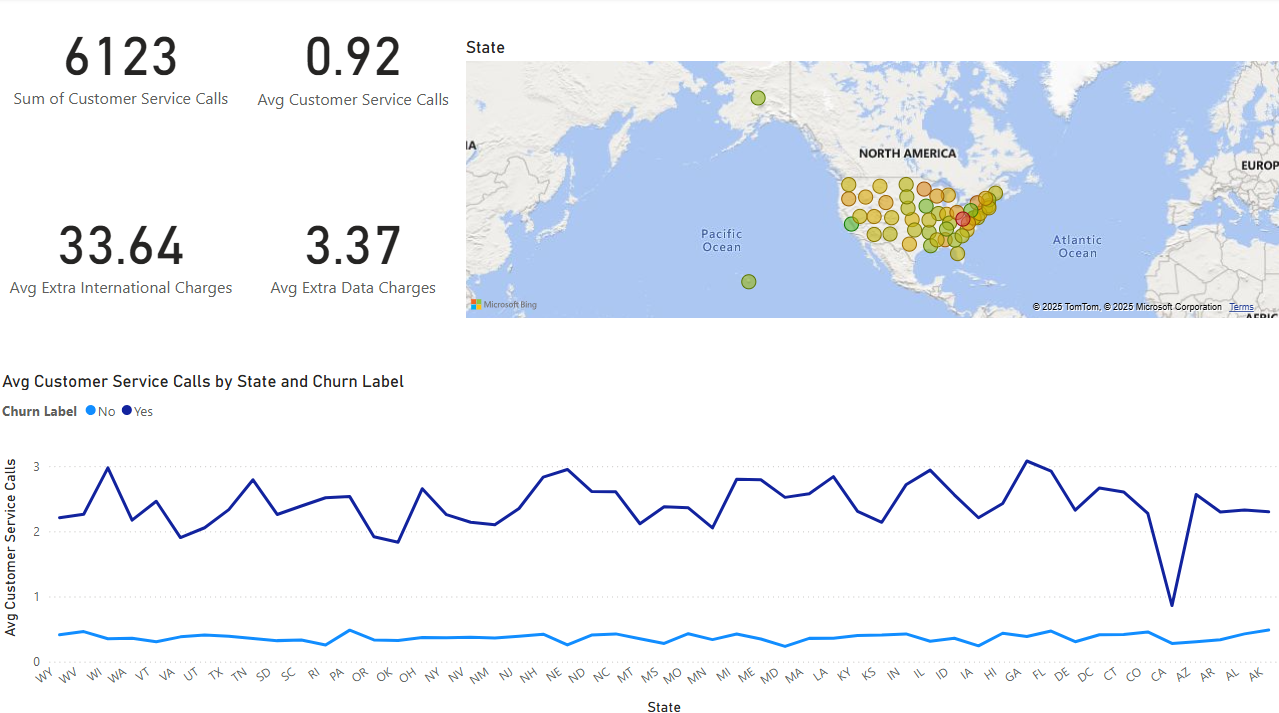 6123
Sum of Customer Service Calls
0.92
Avg Customer Service Calls
33.64
Avg Extra International Charges
3.37
Avg Extra Data Charges
State
IA
NORTH AMERICA
EUROP
Pacific
Ocean
Atlantic
Ocean
Microsoft Bing
© 2025 TomTom, © 2025 Microsoft Corporation Terms
AFRIC
Avg Customer Service Calls by State and Churn Label
Churn Label No Yes
Avg Customer Service Calls
3
2
1
0
WY WV WI WA VT VA UT TX TN SD SC RI PA OR OK OH NY NV NM NJ NH NE ND NC MT MS MO MN MI ME MD MA LA KY KS IN IL ID IA HI GA FL DE DC CT CO CA AZ AR AL AK
State